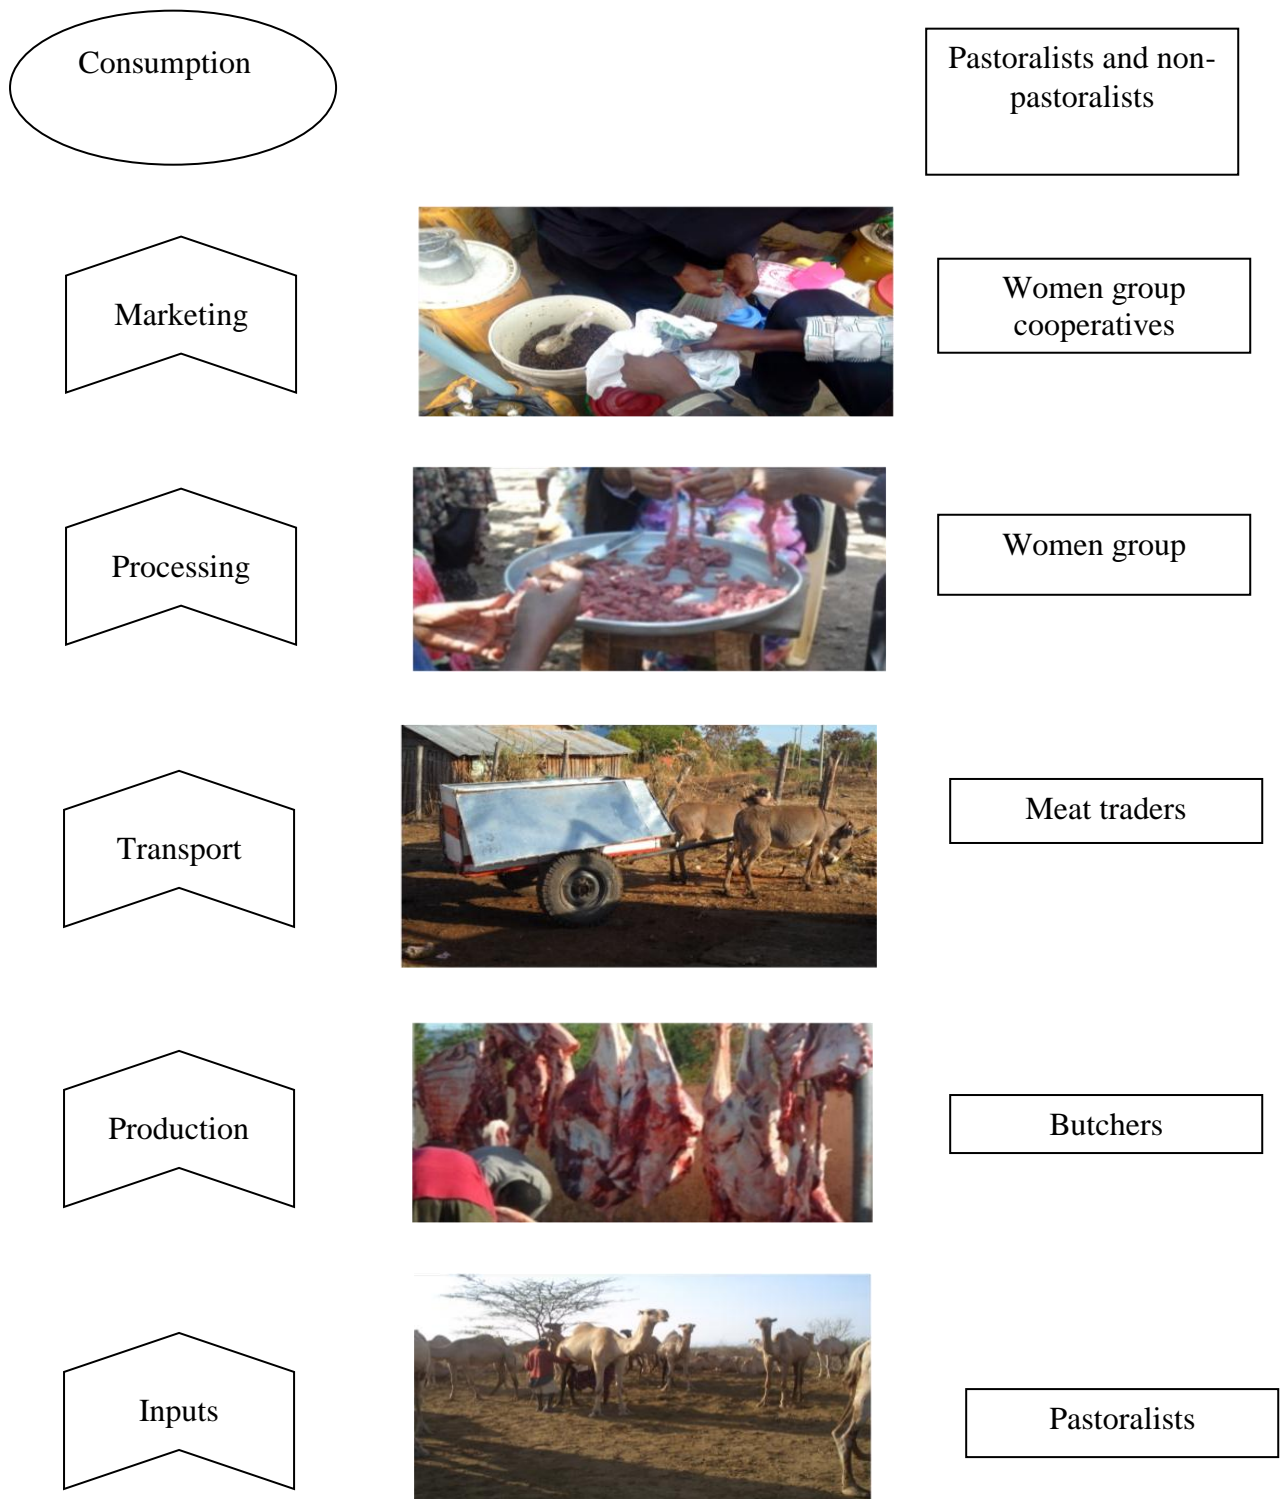 Consumption
Pastoralists and non-
pastoralists
Marketing
Women group
cooperatives
Processing
Women group
Transport
Meat traders
Production
Butchers
Inputs
Pastoralists